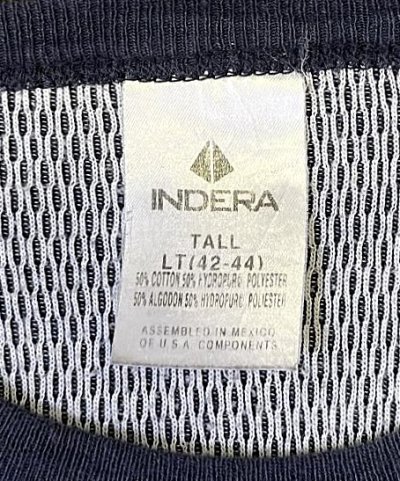 INDERA
TALL
LT(42-44)
50% COTTON 50% HYDROPURE POLYESTER
50% ALGODON 50% HYDROPURE POLIESTER
ASSEMBLED IN MEXICO
OF U.S.A. COMPONENTS